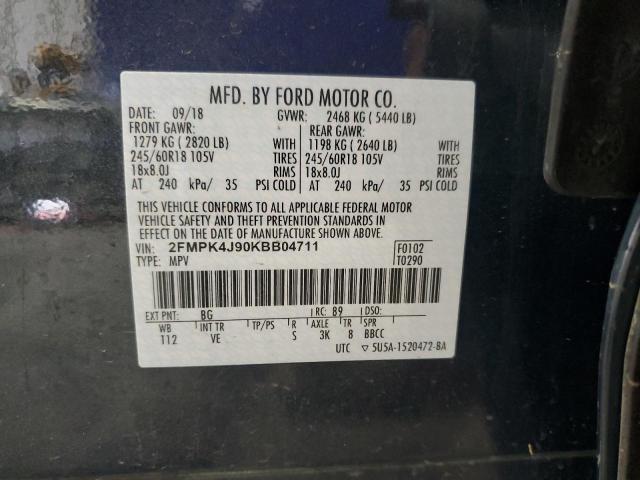 MFD. BY FORD MOTOR CO.
DATE: 09/18 GVWR: 2468 KG ( 5440 LB)
FRONT GAWR: REAR GAWR:
1279 KG ( 2820 LB) WITH 1198 KG ( 2640 LB) WITH
245/60R18 105V TIRES 245/60R18 105V TIRES
18x8.0J RIMS 18x8.0J RIMS
AT 240 kPa/ 35 PSI COLD AT 240 kPa/ 35 PSI COLD
THIS VEHICLE CONFORMS TO ALL APPLICABLE FEDERAL MOTOR
VEHICLE SAFETY AND THEFT PREVENTION STANDARDS IN
EFFECT ON THE DATE OF MANUFACTURE SHOWN ABOVE.
VIN: 2FMPK4J90KBB04711 F0102
TYPE: MPV T0290
EXT PNT: BG RC: 89 DSO:
WB INT TR TP/PS R AXLE TR SPR
112 VE S 3K 8 BBCC
UTC ▽ 5U5A-1520472-BA